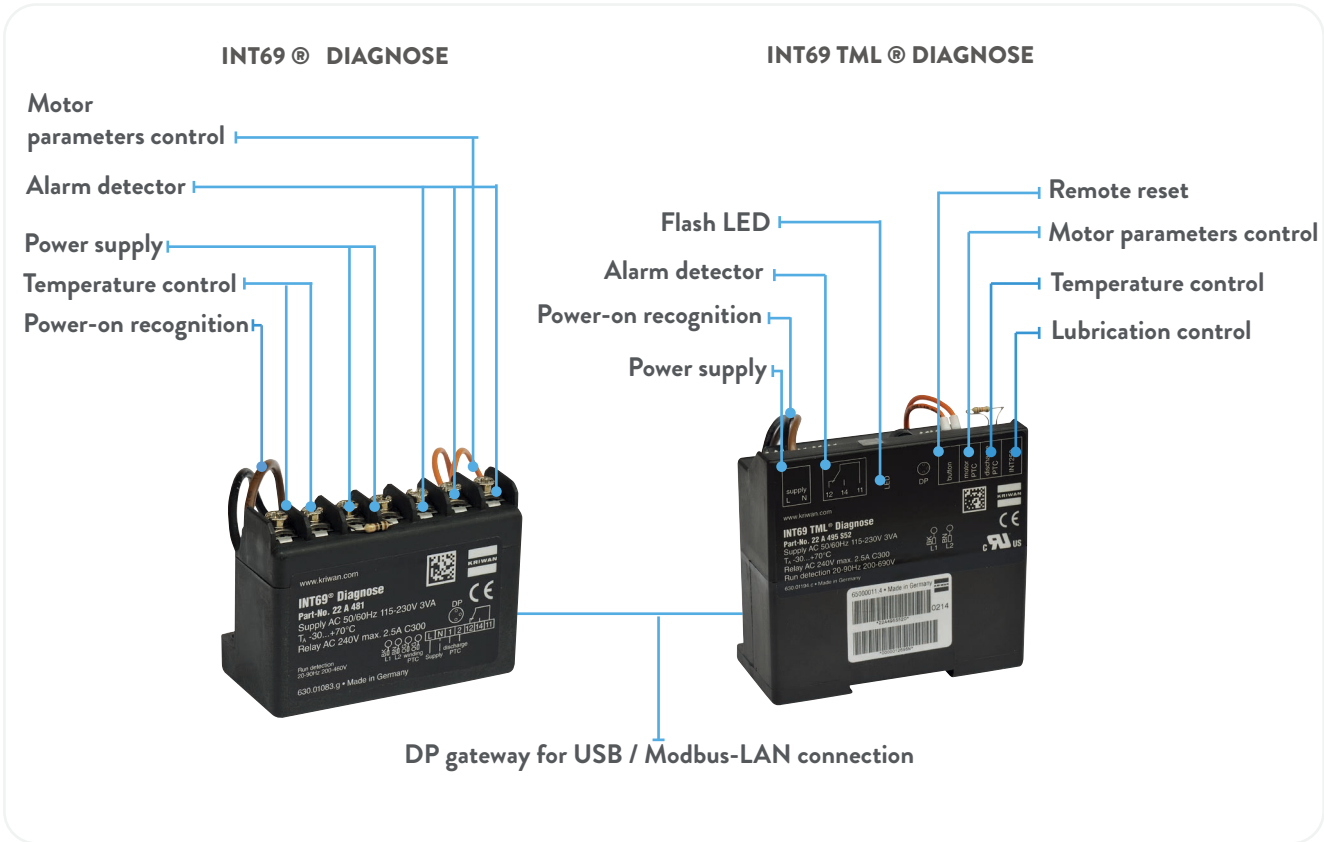 INT69 ® DIAGNOSE
INT69 TML ® DIAGNOSE
Motor
parameters control
Alarm detector
Power supply
Temperature control
Power-on recognition
Flash LED
Alarm detector
Power-on recognition
Power supply
Remote reset
Motor parameters control
Temperature control
Lubrication control
www.kriwan.com
INT69® Diagnose
Part-No. 22 A 481
Supply AC 50/60Hz 115-230V 3VA
TA -30...+70°C
Relay AC 240V max. 2.5A C300
Run detection
20-90Hz 200-460V
630.01083.g • Made in Germany
KRIWAN
CE
DP
L N 1 2 12 14 11
L1 L2 winding
PTC
Supply
discharge
PTC
supply
L N
12 14 11
LED
DP
button
motor
PTC
PTC
KRIWAN
www.kriwan.com
INT69 TML® Diagnose
Part-No. 22 A 495 S52
Supply AC 50/60Hz 115-230V 3VA
TA -30...+70°C
Relay AC 240V max. 2.5A C300
Run detection 20-90Hz 200-690V
BK
L1
BN
L2
CE
c US
65000011.4 • Made in Germany
0214
DP gateway for USB / Modbus-LAN connection